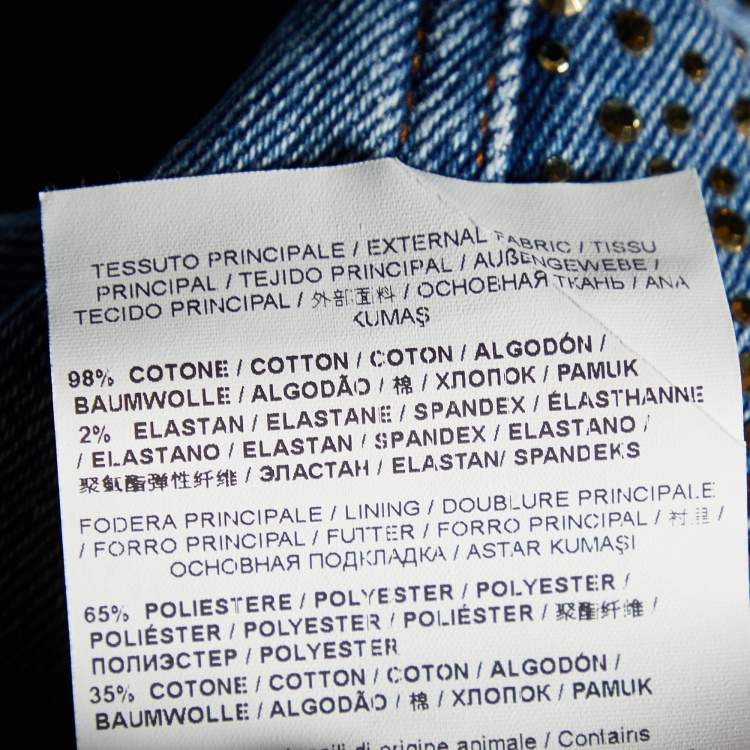 TESSUTO PRINCIPALE / EXTERNAL FABRIC / TISSU
PRINCIPAL / TEJIDO PRINCIPAL / AUßENGEWEBE /
TECIDO PRINCIPAL / 外部面料 / ОСНОВНАЯ ТКАНЬ / ANA
KUMAŞ
98% COTONE / COTTON / COTON / ALGODÓN /
BAUMWOLLE / ALGODÃO / 棉 / ХЛОПОК / PAMUK
2% ELASTAN / ELASTANE / SPANDEX / ÉLASTHANNE
/ ELASTANO / ELASTAN / SPANDEX / ELASTANO /
聚氨酯弹性纤维 / ЭЛАСТАН / ELASTAN/ SPANDEKS
FODERA PRINCIPALE / LINING / DOUBLURE PRINCIPALE
/ FORRO PRINCIPAL / FUTTER / FORRO PRINCIPAL / 衬里 /
ОСНОВНАЯ ПОДКЛАДКА / ASTAR KUMAŞI
65% POLIESTERE / POLYESTER / POLYESTER /
POLIÉSTER / POLYESTER / POLIÉSTER / 聚酯纤维 /
ПОЛИЭСТЕР / POLYESTER
35% COTONE / COTTON / COTON / ALGODÓN /
BAUMWOLLE / ALGODÃO / 棉 / ХЛОПОК / PAMUK
di origine animale / Contains